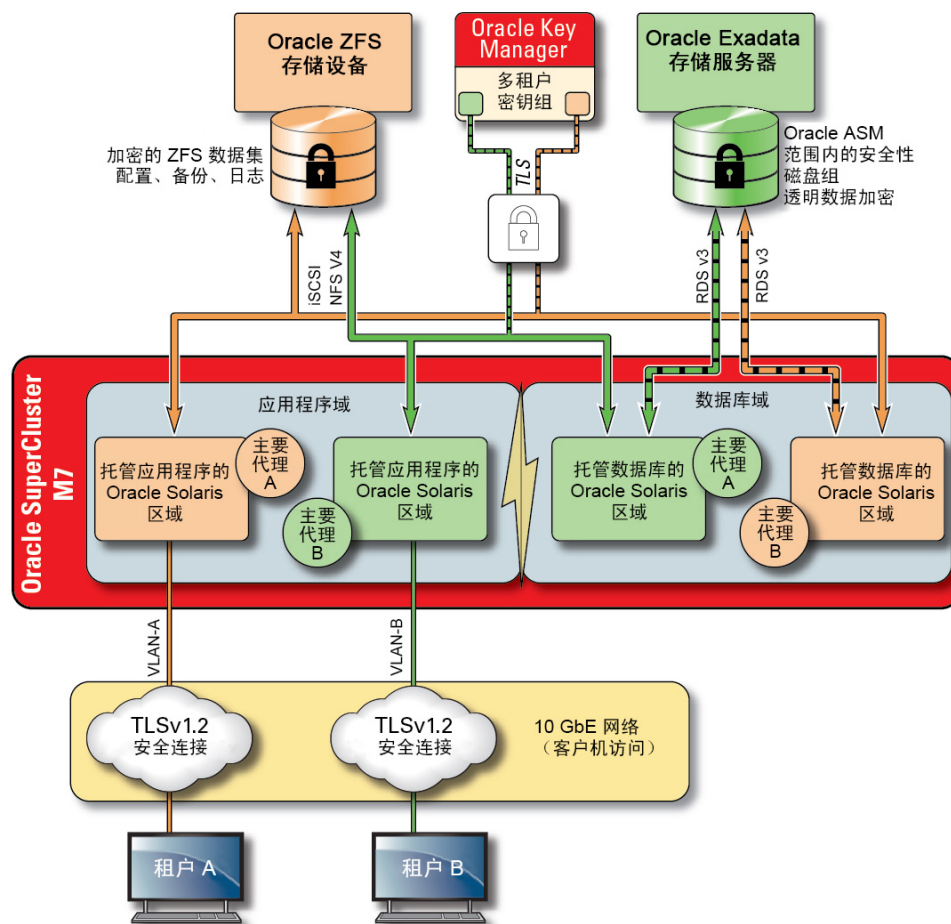 Oracle ZFS
存储设备
Oracle Key
Manager
多租户
密钥组
Oracle Exadata
存储服务器
加密的 ZFS 数据集
配置、备份、日志
TLS
Oracle ASM
范围内的安全性
磁盘组
透明数据加密
iSCSI
NFS V4
RDS v3
RDS v3
Oracle SuperCluster
M7
应用程序域
数据库域
托管应用程序的
Oracle Solaris
区域
主要
代理
A
托管应用程序的
Oracle Solaris
区域
主要
代理
B
托管数据库的
Oracle Solaris
区域
主要
代理
A
托管数据库的
Oracle Solaris
区域
主要
代理
B
VLAN-A
VLAN-B
TLSv1.2
安全连接
TLSv1.2
安全连接
10 GbE 网络
（客户机访问）
租户 A
租户 B